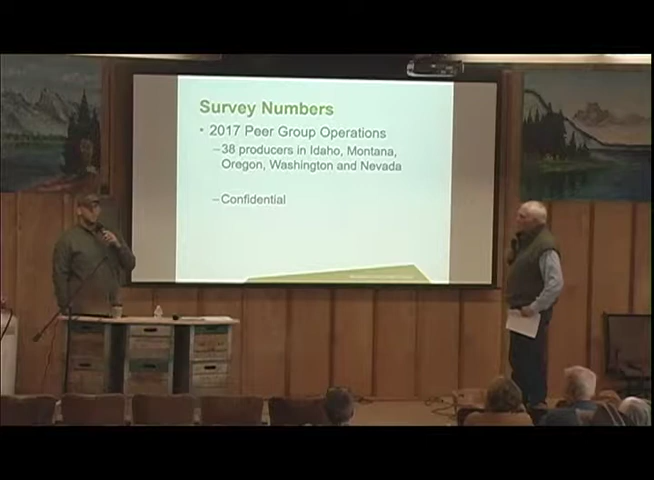 Survey Numbers
• 2017 Peer Group Operations
–38 producers in Idaho, Montana,
Oregon, Washington and Nevada
–Confidential